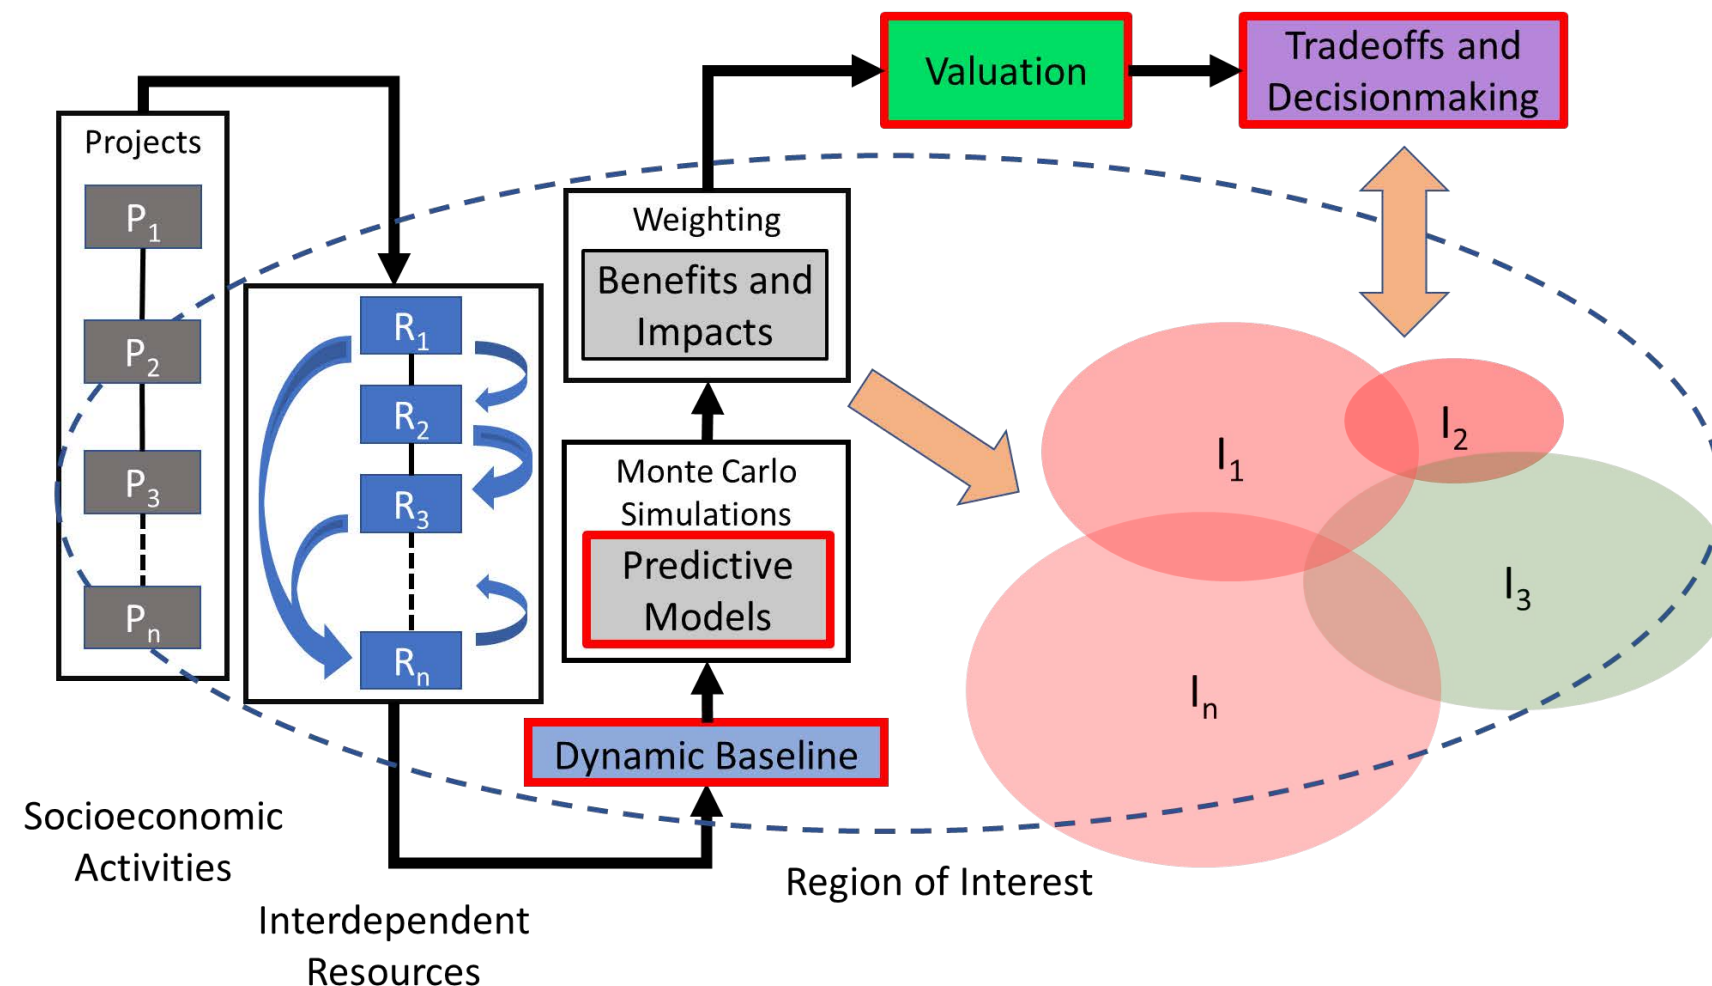 Projects
P1
P2
P3
Pn
Socioeconomic
Activities
R1
R2
R3
Rn
Interdependent
Resources
Dynamic Baseline
Monte Carlo
Simulations
Predictive
Models
Weighting
Benefits and
Impacts
Valuation
Tradeoffs and
Decisionmaking
I1
I2
I3
In
Region of Interest